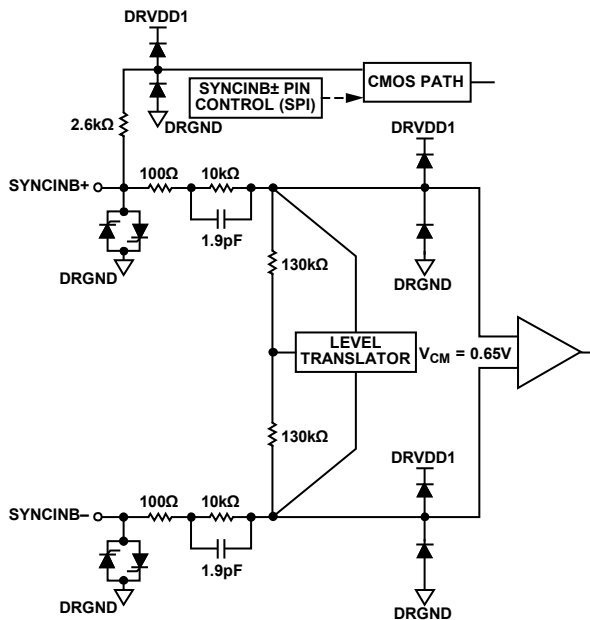 DRVDD1
CMOS PATH
SYNCINB± PIN
CONTROL (SPI)
2.6kΩ
DRGND
DRVDD1
100Ω
10kΩ
SYNCINB+
1.9pF
DRGND
DRGND
130kΩ
LEVEL
TRANSLATOR
VCM = 0.65V
130kΩ
DRVDD1
100Ω
10kΩ
SYNCINB–
1.9pF
DRGND
DRGND